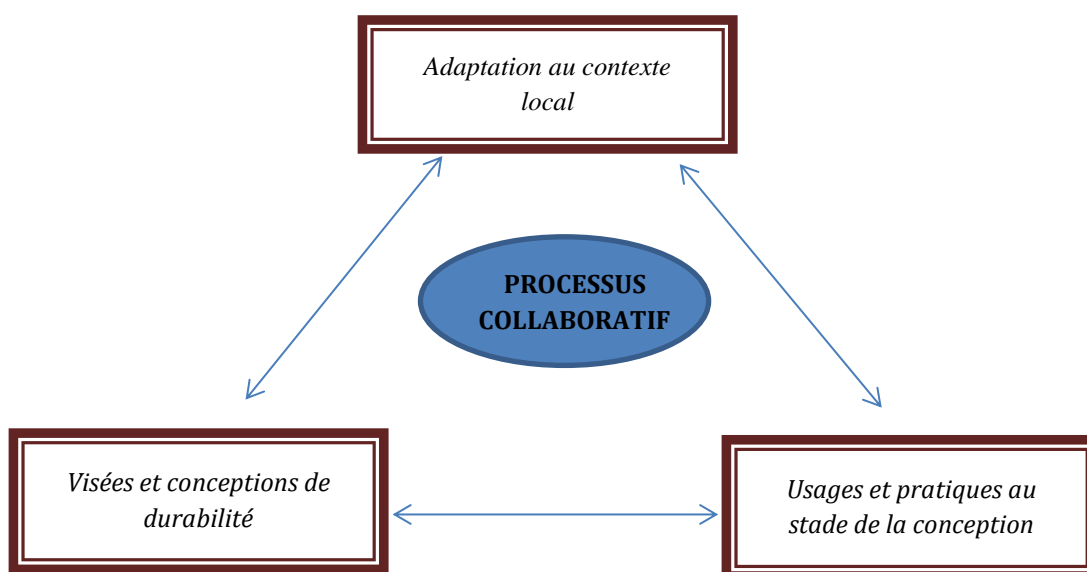 Adaptation au contexte
local
PROCESSUS
COLLABORATIF
Visées et conceptions de
durabilité
Usages et pratiques au
stade de la conception